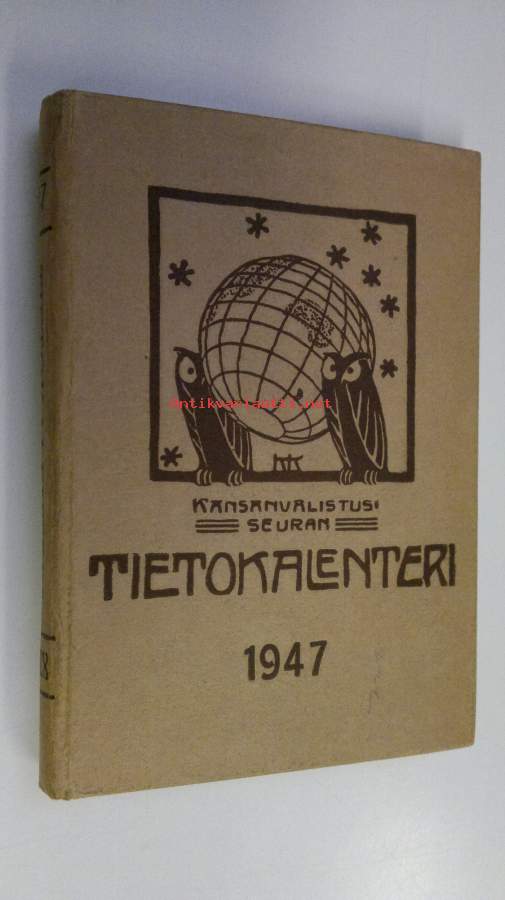 Antikvariaatti.net
KANSANVALISTUS-
SEURAN
TIETOKALENTERI
1947